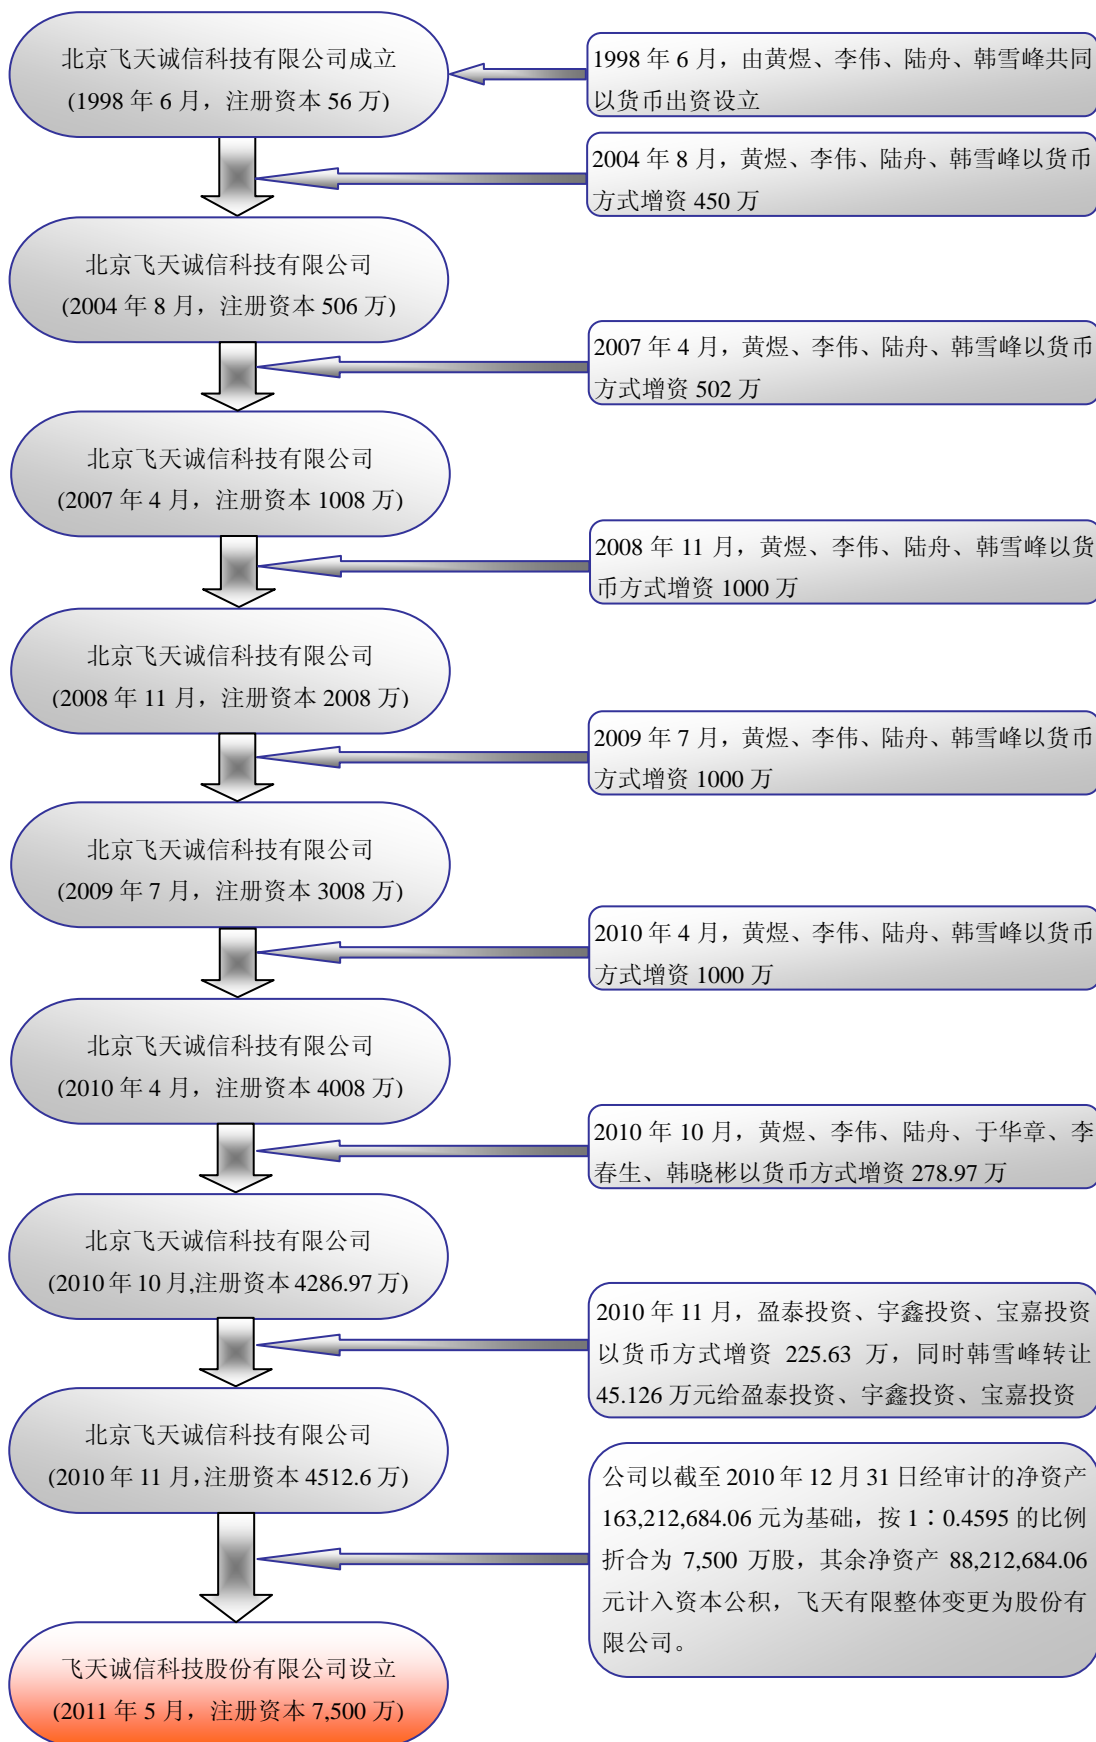 北京飞天诚信科技有限公司成立
(1998 年 6 月，注册资本 56 万)
1998 年 6 月，由黄煜、李伟、陆舟、韩雪峰共同
以货币出资设立
2004 年 8 月，黄煜、李伟、陆舟、韩雪峰以货币
方式增资 450 万
北京飞天诚信科技有限公司
(2004 年 8 月，注册资本 506 万)
2007 年 4 月，黄煜、李伟、陆舟、韩雪峰以货币
方式增资 502 万
北京飞天诚信科技有限公司
(2007 年 4 月，注册资本 1008 万)
2008 年 11 月，黄煜、李伟、陆舟、韩雪峰以货
币方式增资 1000 万
北京飞天诚信科技有限公司
(2008 年 11 月，注册资本 2008 万)
2009 年 7 月，黄煜、李伟、陆舟、韩雪峰以货币
方式增资 1000 万
北京飞天诚信科技有限公司
(2009 年 7 月，注册资本 3008 万)
2010 年 4 月，黄煜、李伟、陆舟、韩雪峰以货币
方式增资 1000 万
北京飞天诚信科技有限公司
(2010 年 4 月，注册资本 4008 万)
2010 年 10 月，黄煜、李伟、陆舟、于华章、李
春生、韩晓彬以货币方式增资 278.97 万
北京飞天诚信科技有限公司
(2010 年 10 月,注册资本 4286.97 万)
2010 年 11 月，盈泰投资、宇鑫投资、宝嘉投资
以货币方式增资 225.63 万，同时韩雪峰转让
45.126 万元给盈泰投资、宇鑫投资、宝嘉投资
北京飞天诚信科技有限公司
(2010 年 11 月,注册资本 4512.6 万)
公司以截至 2010 年 12 月 31 日经审计的净资产
163,212,684.06 元为基础，按 1：0.4595 的比例
折合为 7,500 万股，其余净资产 88,212,684.06
元计入资本公积，飞天有限整体变更为股份有
限公司。
飞天诚信科技股份有限公司设立
(2011 年 5 月，注册资本 7,500 万)